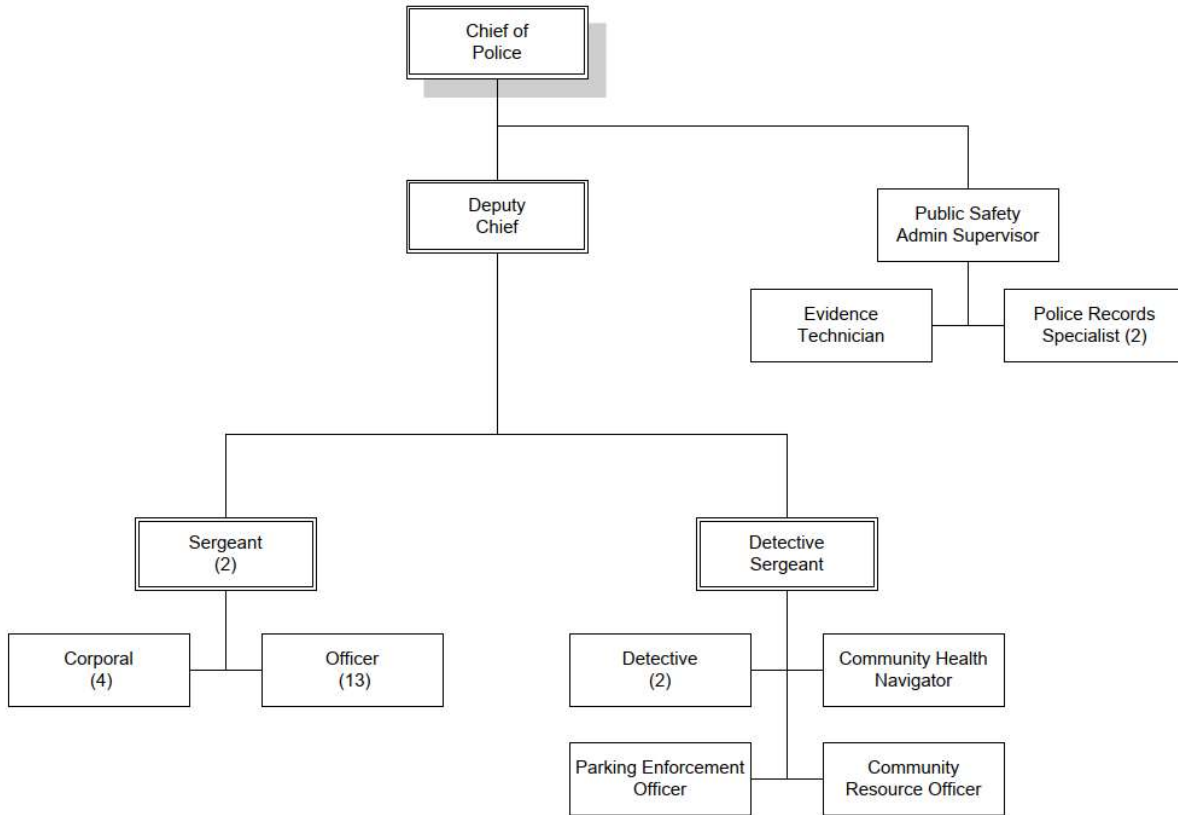 Chief of
Police
Deputy
Chief
Public Safety
Admin Supervisor
Evidence
Technician
Police Records
Specialist (2)
Sergeant
(2)
Detective
Sergeant
Corporal
(4)
Officer
(13)
Detective
(2)
Community Health
Navigator
Parking Enforcement
Officer
Community
Resource Officer